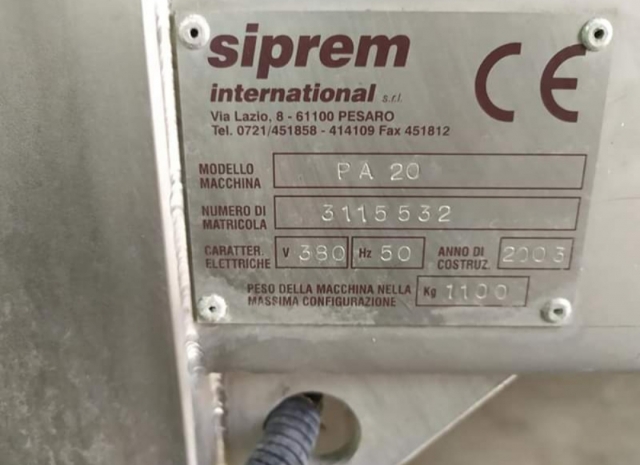 siprem
international s.r.l.
CE
Via Lazio, 8 - 61100 PESARO
Tel. 0721/451858 - 414109 Fax 451812
MODELLO MACCHINA PA 20
NUMERO DI MATRICOLA 3115532
CARATTER. ELETTRICHE V 380 Hz 50 ANNO DI COSTRUZ. 2003
PESO DELLA MACCHINA NELLA MASSIMA CONFIGURAZIONE Kg 1100